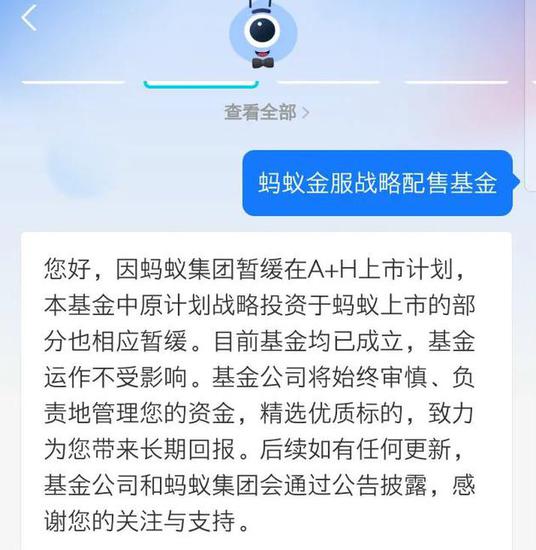 查看全部
蚂蚁金服战略配售基金
您好，因蚂蚁集团暂缓在A+H上市计划，
本基金中原计划战略投资于蚂蚁上市的部
分也相应暂缓。目前基金均已成立，基金
运作不受影响。基金公司将始终审慎、负
责地管理您的资金，精选优质标的，致力
为您带来长期回报。后续如有任何更新，
基金公司和蚂蚁集团会通过公告披露，感
谢您的关注与支持。